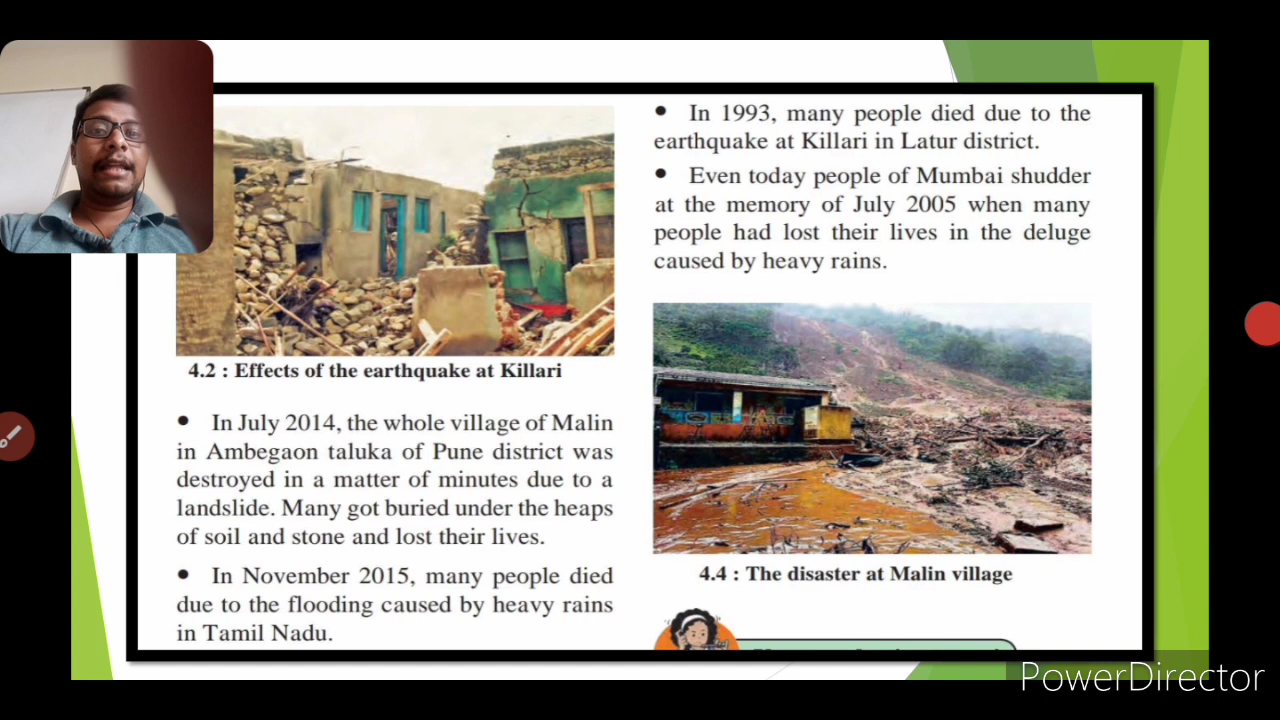 4.2 : Effects of the earthquake at Killari
• In July 2014, the whole village of Malin
in Ambegaon taluka of Pune district was
destroyed in a matter of minutes due to a
landslide. Many got buried under the heaps
of soil and stone and lost their lives.
• In November 2015, many people died
due to the flooding caused by heavy rains
in Tamil Nadu.
• In 1993, many people died due to the
earthquake at Killari in Latur district.
• Even today people of Mumbai shudder
at the memory of July 2005 when many
people had lost their lives in the deluge
caused by heavy rains.
4.4 : The disaster at Malin village
PowerDirector